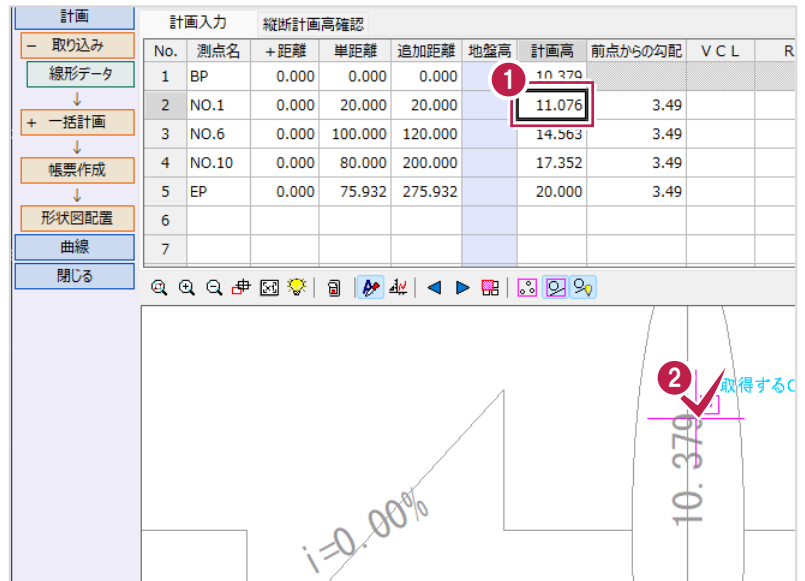 計画
－ 取り込み
線形データ
↓
＋ 一括計画
↓
帳票作成
↓
形状図配置
曲線
閉じる
計画入力 縦断計画高確認
No. 測点名 +距離 単距離 追加距離 地盤高 計画高 前点からの勾配 VCL R
1 BP 0.000 0.000 0.000 10.379
2 NO.1 0.000 20.000 20.000 11.076 3.49
3 NO.6 0.000 100.000 120.000 14.563 3.49
4 NO.10 0.000 80.000 200.000 17.352 3.49
5 EP 0.000 75.932 275.932 20.000 3.49
6
7
1
2
取得するC
i=0.00%
10.379